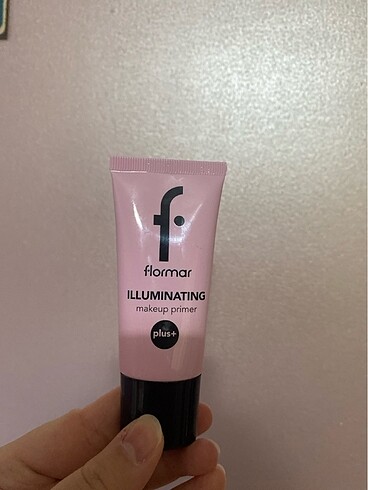 f
flormar
ILLUMINATING
makeup primer
plus+